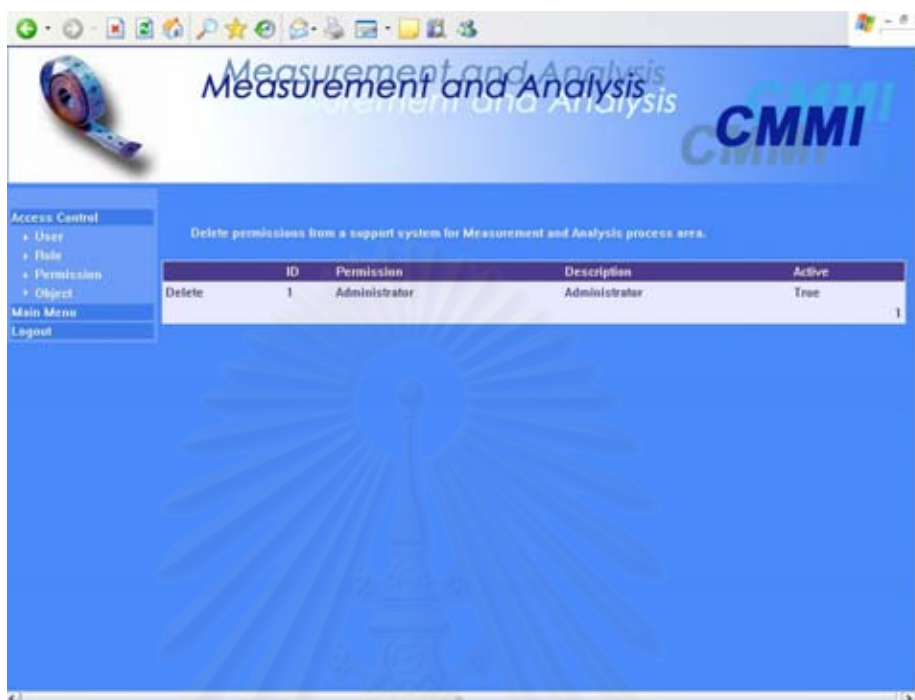 Measurement and Analysis
CMMI
Access Control
User
Role
Permission
Object
Main Menu
Logout
Delete permissions from a support system for Measurement and Analysis process area.
ID Permission Description Active
Delete 1 Administrator Administrator True
1